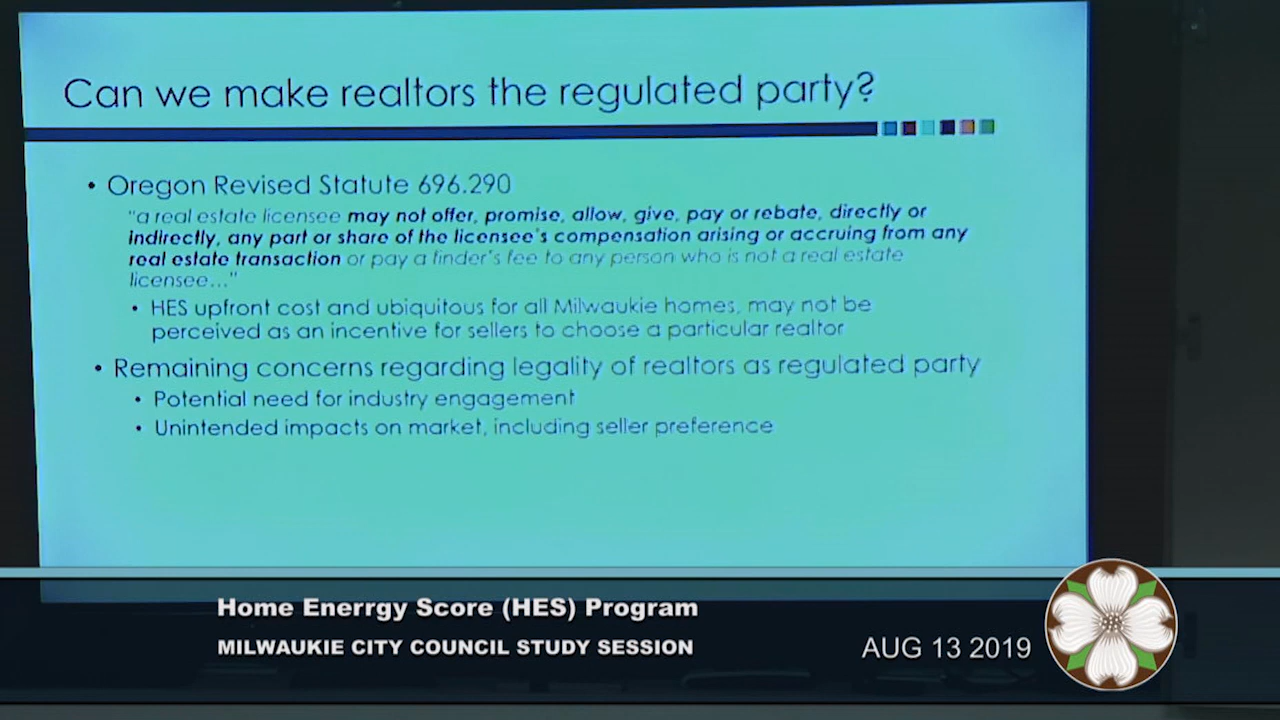 Can we make realtors the regulated party?
• Oregon Revised Statute 696.290
"a real estate licensee may not offer, promise, allow, give, pay or rebate, directly or
indirectly, any part or share of the licensee's compensation arising or accruing from any
real estate transaction or pay a finder's fee to any person who is not a real estate
licensee..."
• HES upfront cost and ubiquitous for all Milwaukie homes, may not be
perceived as an incentive for sellers to choose a particular realtor
• Remaining concerns regarding legality of realtors as regulated party
• Potential need for industry engagement
• Unintended impacts on market, including seller preference
Home Enerrgy Score (HES) Program
MILWAUKIE CITY COUNCIL STUDY SESSION
AUG 13 2019